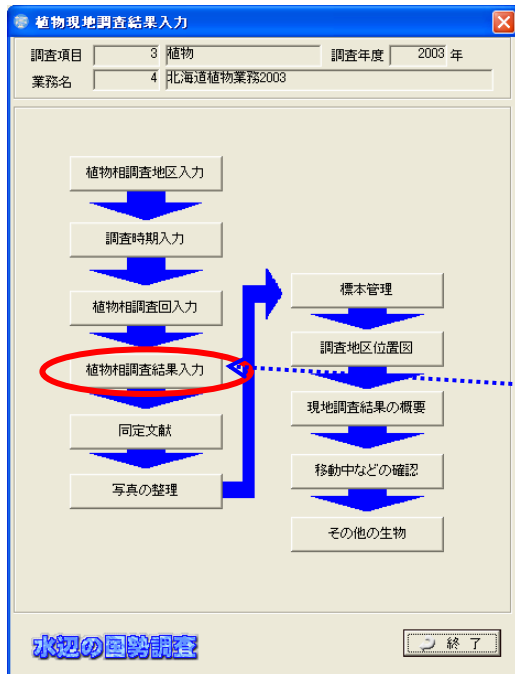 植物現地調査結果入力
調査項目 3 植物 調査年度 2003 年
業務名 4 北海道植物業務2003
植物相調査地区入力
調査時期入力
植物相調査回入力
植物相調査結果入力
同定文献
写真の整理
標本管理
調査地区位置図
現地調査結果の概要
移動中などの確認
その他の生物
水辺の国勢調査
終了